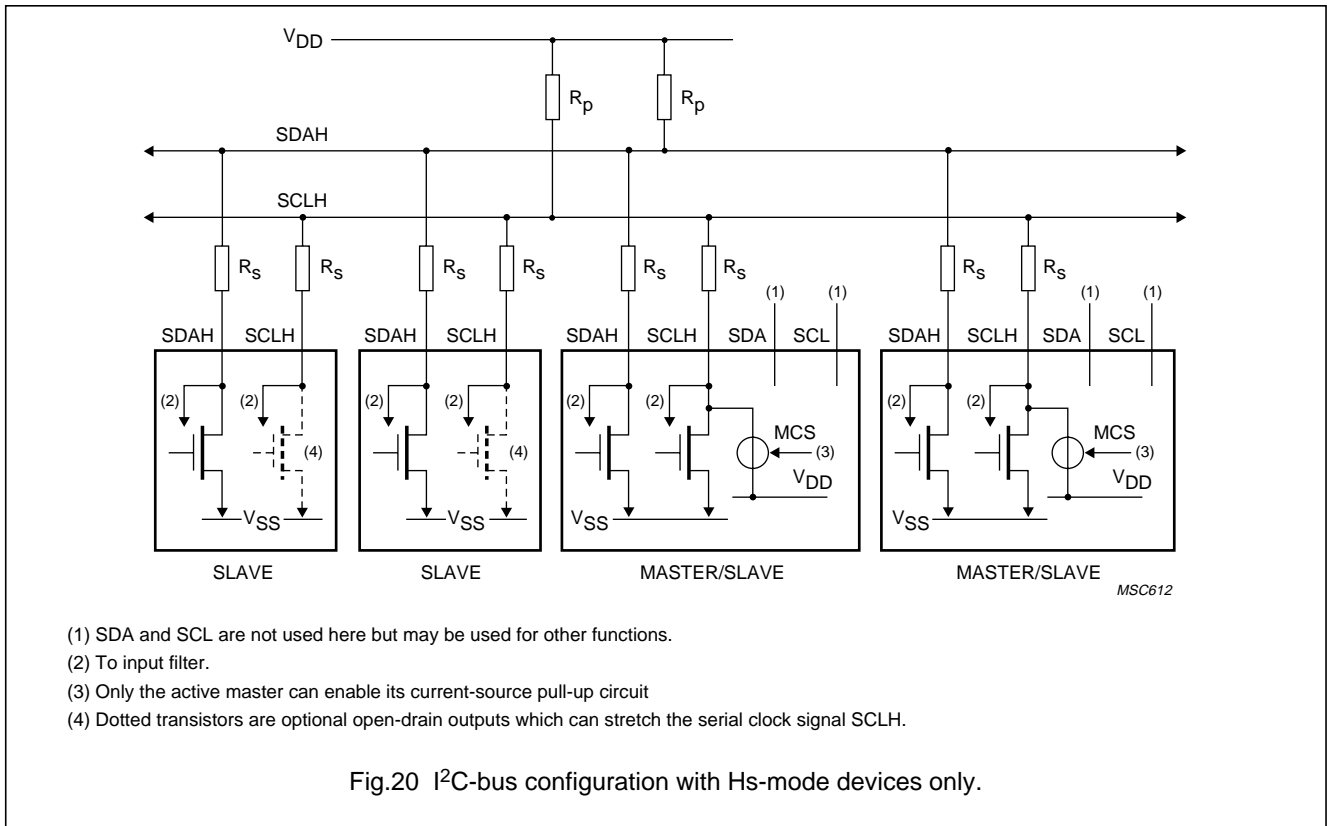 VDD
Rp Rp
SDAH
SCLH
Rs Rs Rs Rs Rs Rs Rs Rs
(1) (1) (1) (1)
SDAH SCLH SDAH SCLH SDAH SCLH SDA SCL SDAH SCLH SDA SCL
(2) (2) (2) (2) (2) (2) (2) (2)
MCS MCS
(4) (4) (3) (3)
VDD VDD
VSS VSS VSS VSS
SLAVE SLAVE MASTER/SLAVE MASTER/SLAVE
MSC612
(1) SDA and SCL are not used here but may be used for other functions.
(2) To input filter.
(3) Only the active master can enable its current-source pull-up circuit
(4) Dotted transistors are optional open-drain outputs which can stretch the serial clock signal SCLH.
Fig.20 I²C-bus configuration with Hs-mode devices only.